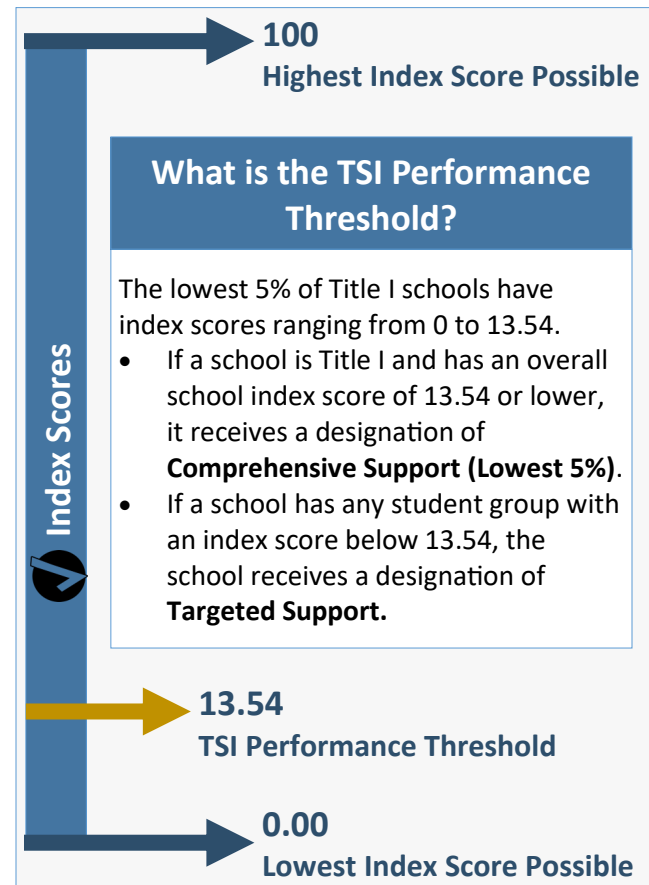 100
Highest Index Score Possible
What is the TSI Performance
Threshold?
The lowest 5% of Title I schools have
index scores ranging from 0 to 13.54.
• If a school is Title I and has an overall
school index score of 13.54 or lower,
it receives a designation of
Comprehensive Support (Lowest 5%).
• If a school has any student group with
an index score below 13.54, the
school receives a designation of
Targeted Support.
Index Scores
13.54
TSI Performance Threshold
0.00
Lowest Index Score Possible